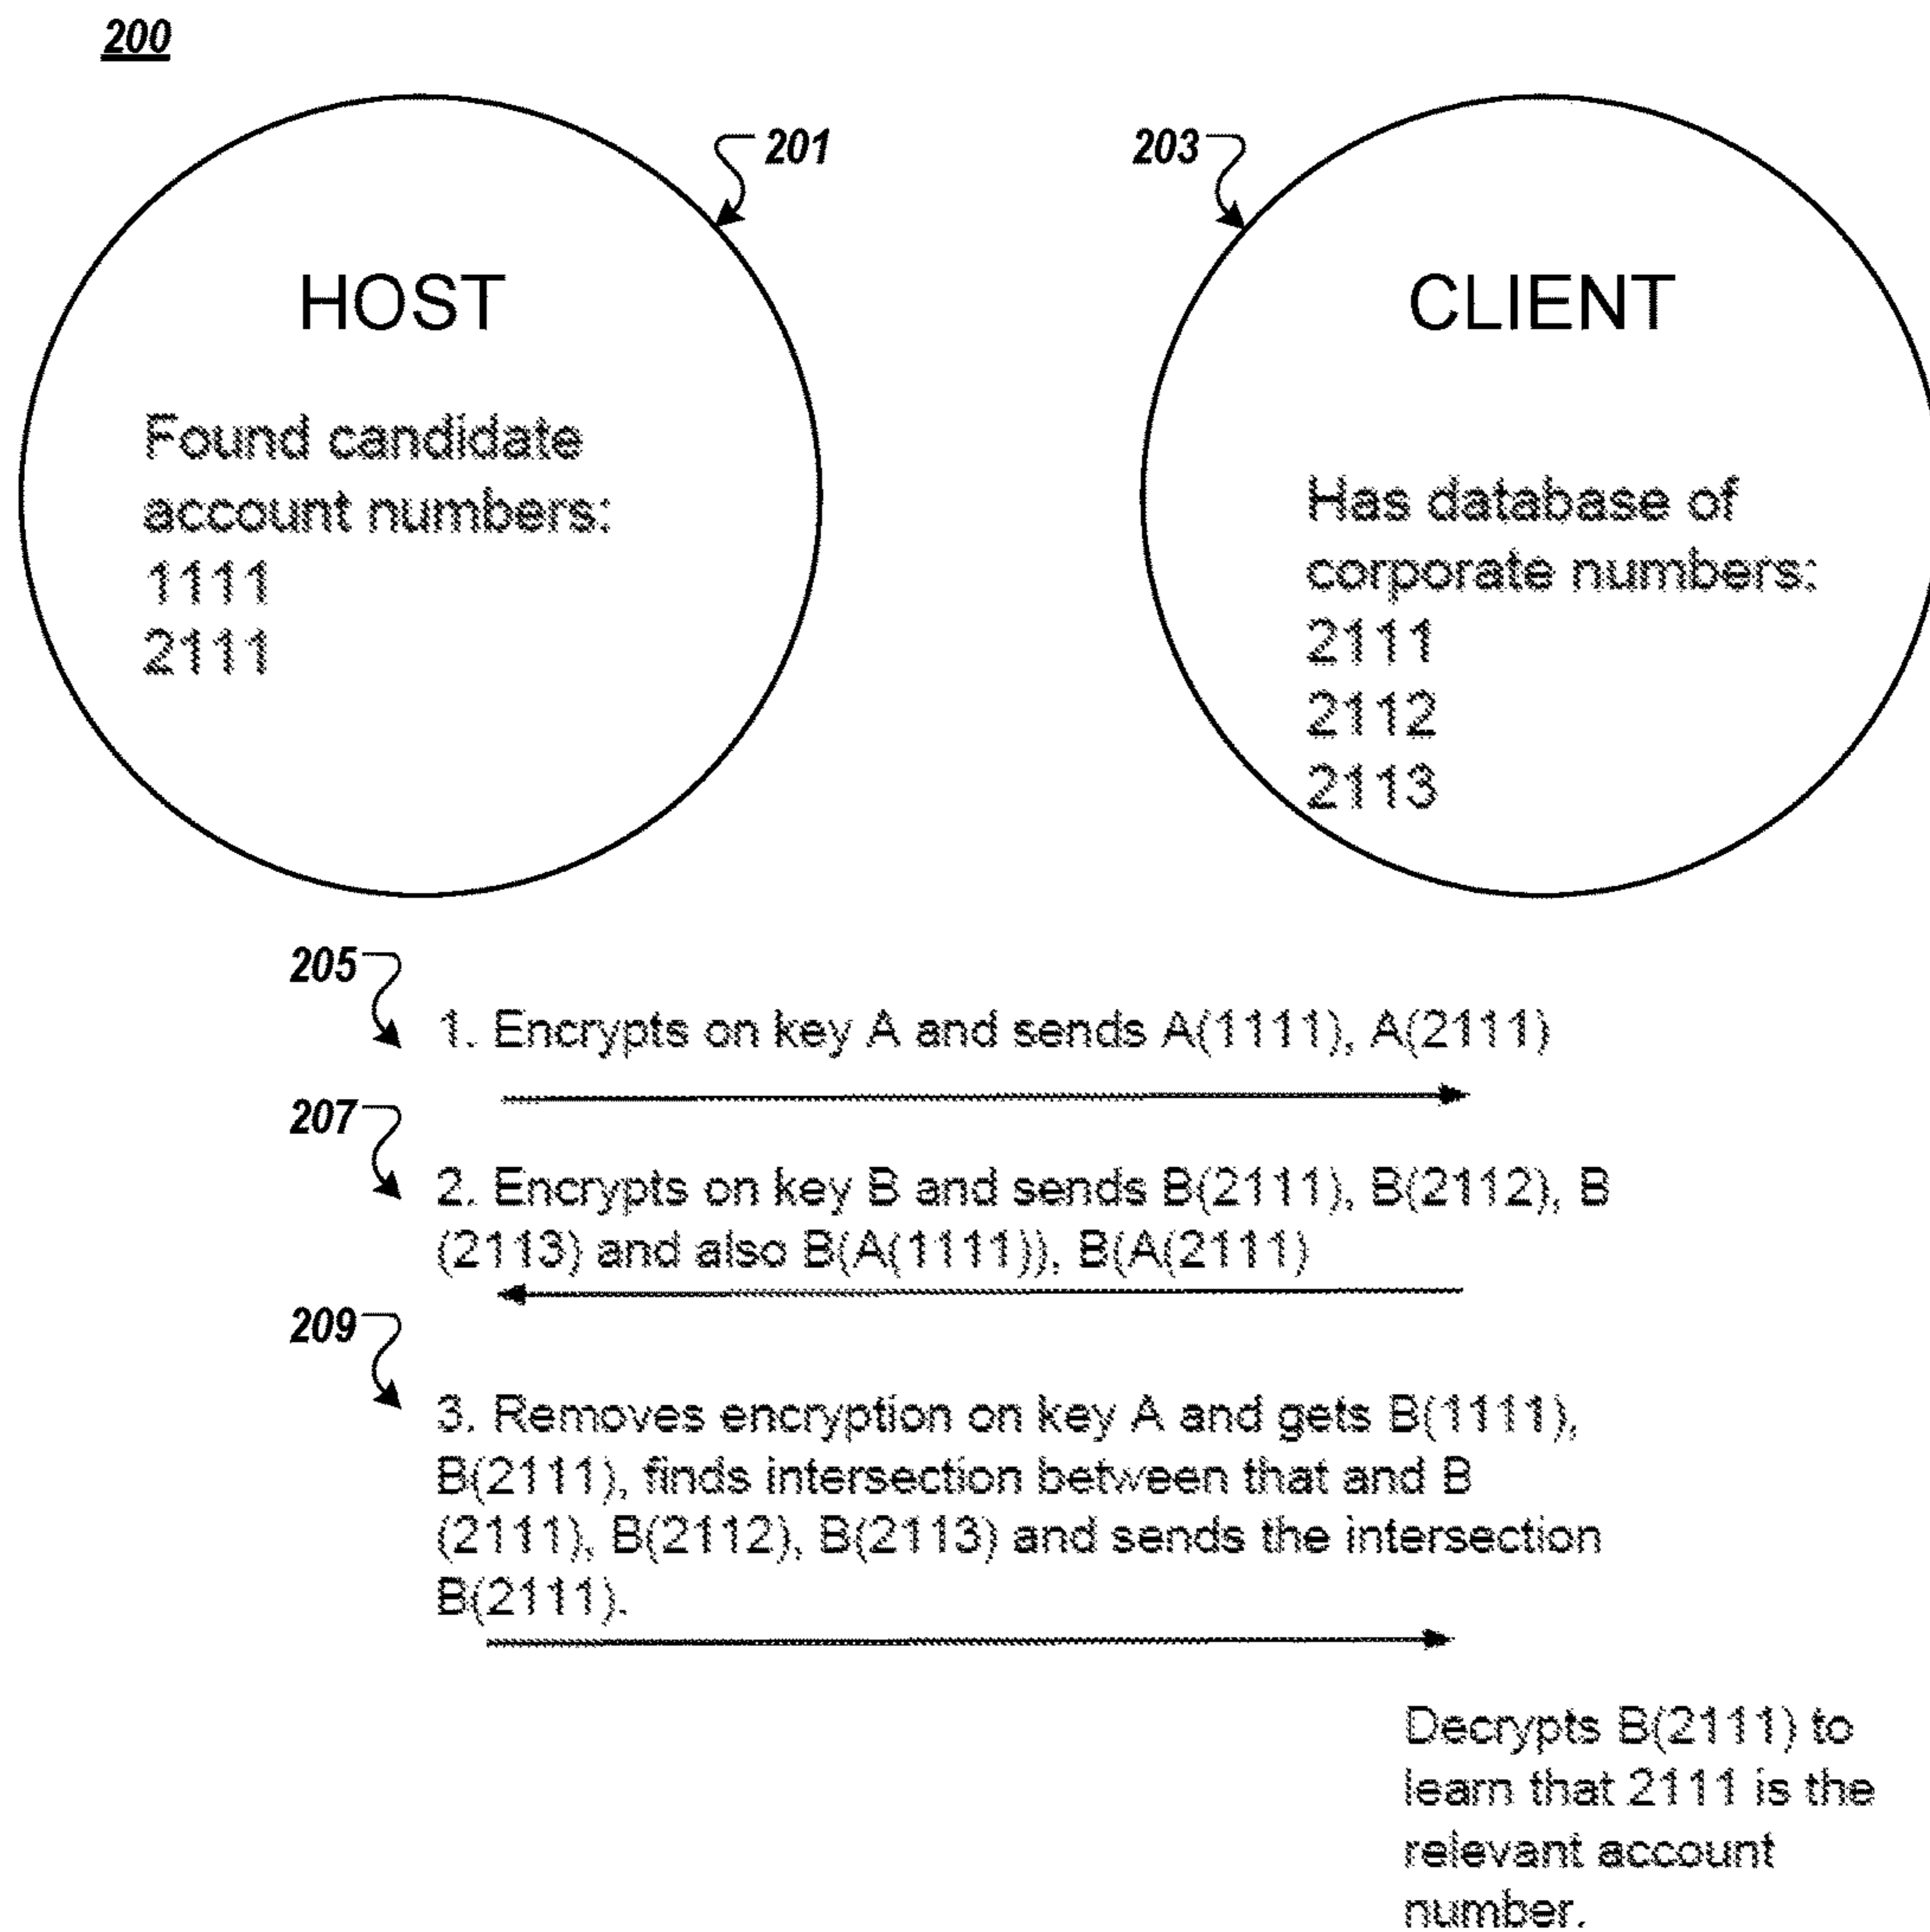 200
201
203
HOST
Found candidate
account numbers:
1111
2111
CLIENT
Has database of
corporate numbers:
2111
2112
2113
205
1. Encrypts on key A and sends A(1111), A(2111)
207
2. Encrypts on key B and sends B(2111), B(2112), B
(2113) and also B(A(1111)), B(A(2111)
209
3. Removes encryption on key A and gets B(1111),
B(2111), finds intersection between that and B
(2111), B(2112), B(2113) and sends the intersection
B(2111).
Decrypts B(2111) to
learn that 2111 is the
relevant account
number.